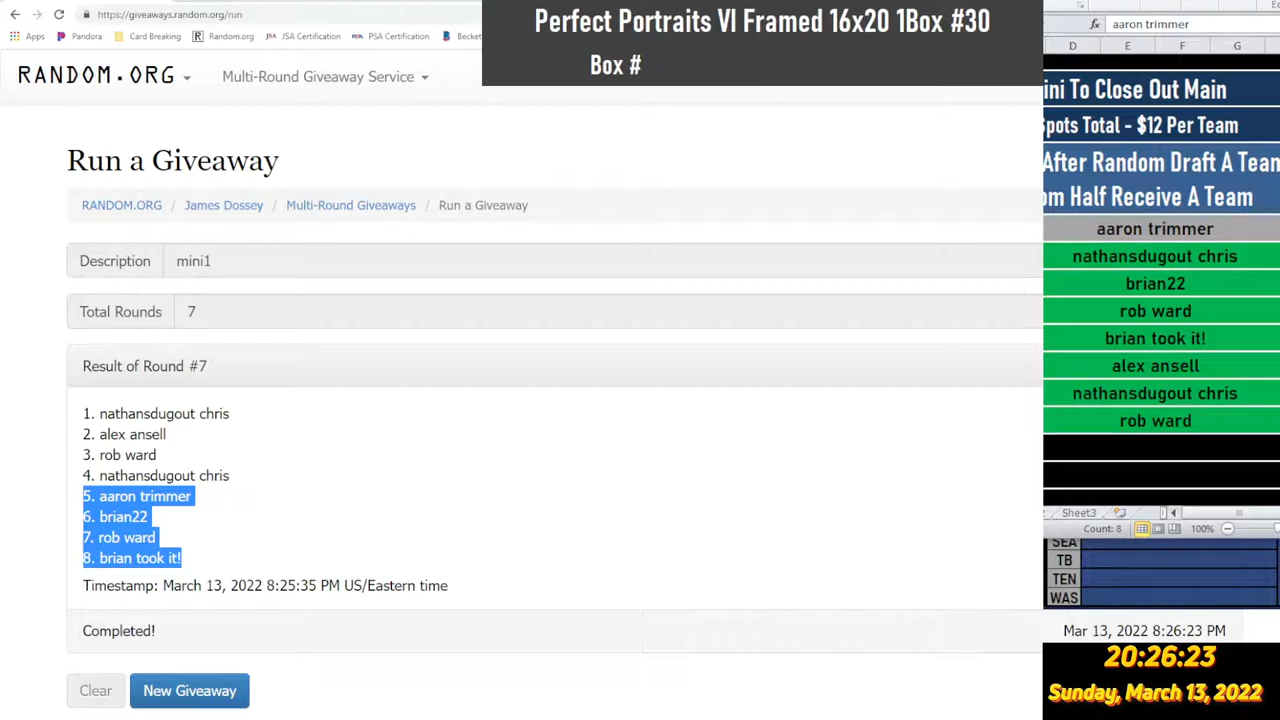 https://giveaways.random.org/run
Apps Pandora Card Breaking Random.org JSA Certification PSA Certification Becket
Perfect Portraits VI Framed 16x20 1Box #30
Box #
RANDOM.ORG Multi-Round Giveaway Service
Run a Giveaway
RANDOM.ORG / James Dossey / Multi-Round Giveaways / Run a Giveaway
Description mini1
Total Rounds 7
Result of Round #7
1. nathansdugout chris
2. alex ansell
3. rob ward
4. nathansdugout chris
5. aaron trimmer
6. brian22
7. rob ward
8. brian took it!
Timestamp: March 13, 2022 8:25:35 PM US/Eastern time
Completed!
Clear New Giveaway
fx aaron trimmer
D E F G
ini To Close Out Main
Spots Total - $12 Per Team
After Random Draft A Tean
om Half Receive A Team
aaron trimmer
nathansdugout chris
brian22
rob ward
brian took it!
alex ansell
nathansdugout chris
rob ward
Sheet3
Count: 8 100%
SEA
TB
TEN
WAS
Mar 13, 2022 8:26:23 PM
20:26:23
Sunday, March 13, 2022